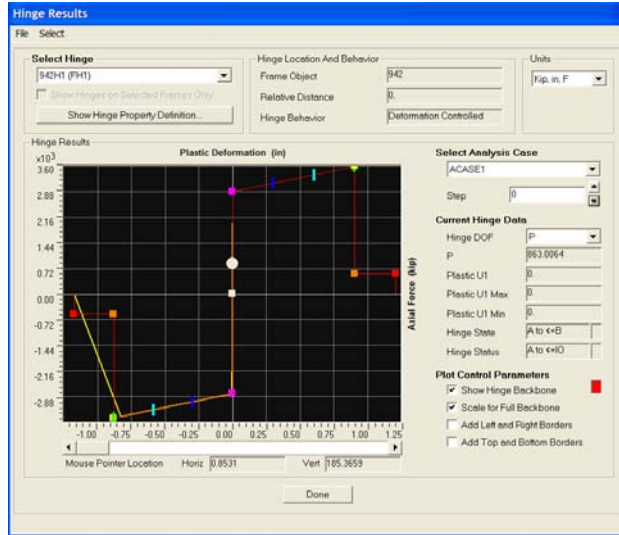 Hinge Results
File Select
Select Hinge
942H1 (FH1)
Show Hinges on Selected Frames Only
Show Hinge Property Definition...
Hinge Location And Behavior
Frame Object 942
Relative Distance 0.
Hinge Behavior Deformation Controlled
Units
Kip, in, F
Hinge Results
Plastic Deformation (in)
x10³
3.60
2.88
2.16
1.44
0.72
0.00
-0.72
-1.44
-2.16
-2.88
-1.00 -0.75 -0.50 -0.25 0.00 0.25 0.50 0.75 1.00 1.25
Axial Force (kip)
Mouse Pointer Location Horiz 0.8531 Vert 185.3659
Select Analysis Case
ACASE1
Step 0
Current Hinge Data
Hinge DOF P
P 863.0064
Plastic U1 0.
Plastic U1 Max 0.
Plastic U1 Min 0.
Hinge State A to <=B
Hinge Status A to <=IO
Plot Control Parameters
Show Hinge Backbone
Scale for Full Backbone
Add Left and Right Borders
Add Top and Bottom Borders
Done